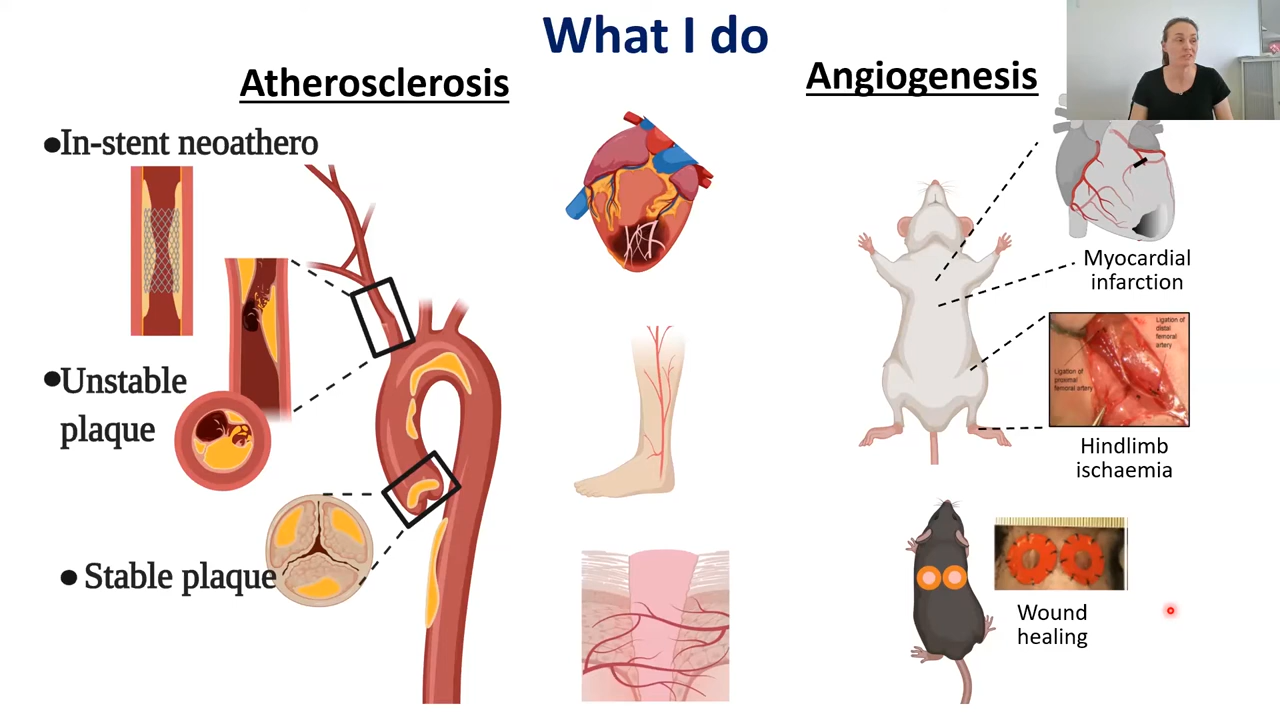 What I do
Atherosclerosis
Angiogenesis
●In-stent neoathero
●Unstable
plaque
● Stable plaque
Myocardial
infarction
Ligation of
distal
femoral
artery
Ligation of
proximal
femoral artery
Hindlimb
ischaemia
Wound
healing